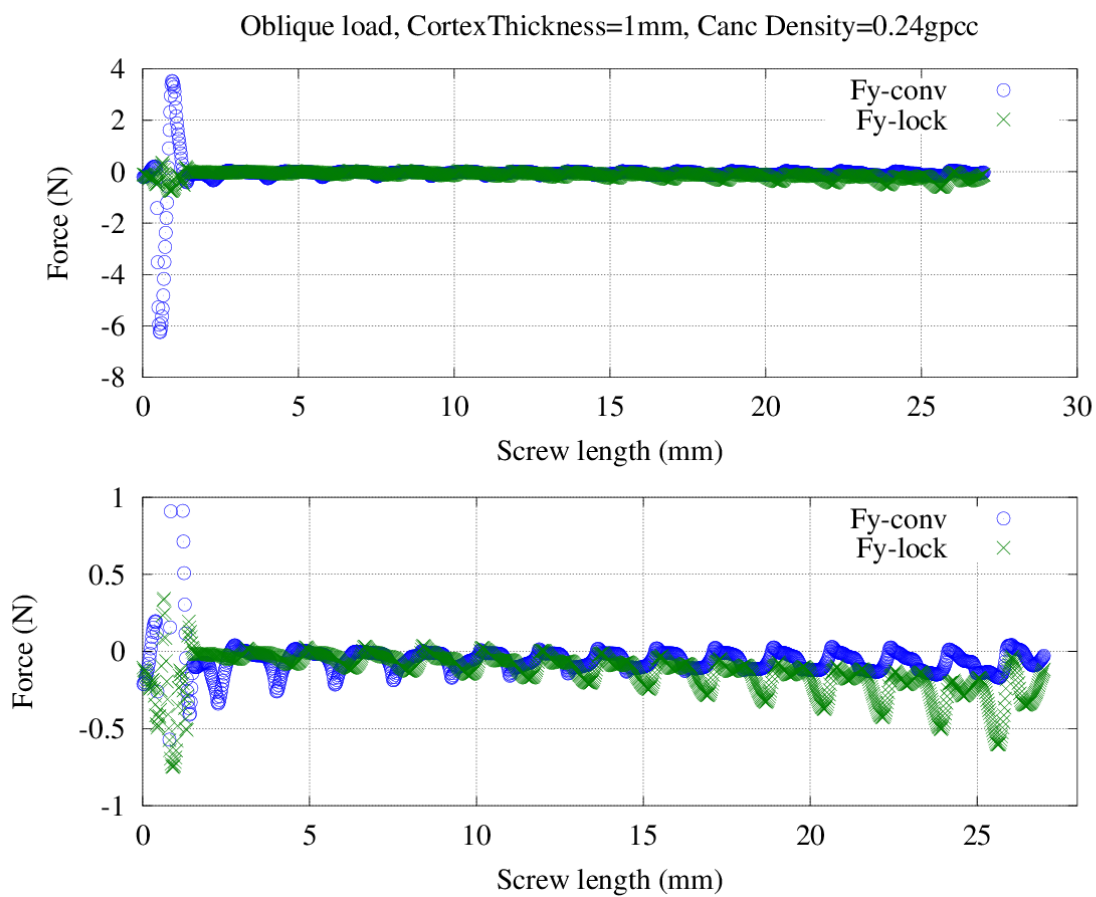 Oblique load, CortexThickness=1mm, Canc Density=0.24gpcc
4
2
0
-2
-4
-6
-8
Force (N)
Fy-conv
Fy-lock
0 5 10 15 20 25 30
Screw length (mm)
1
0.5
0
-0.5
-1
Force (N)
Fy-conv
Fy-lock
0 5 10 15 20 25
Screw length (mm)